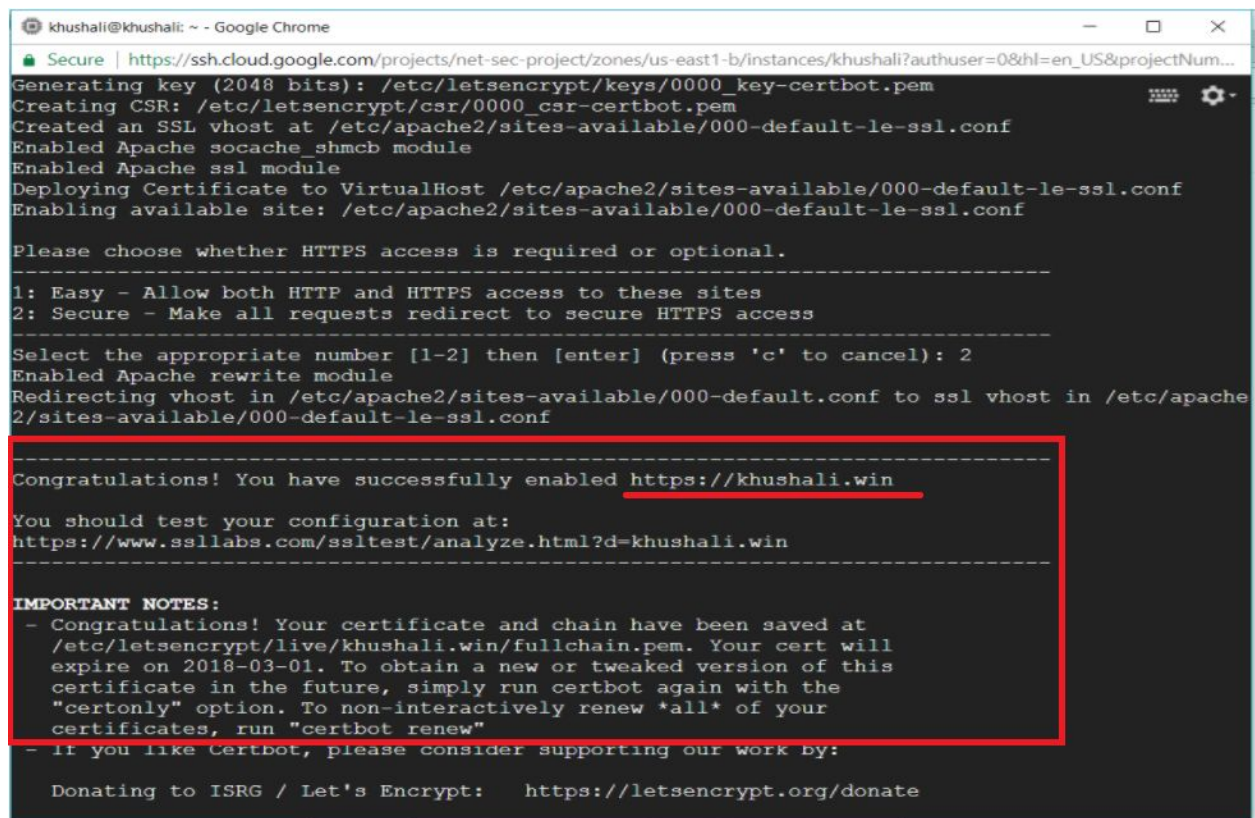 khushali@khushali: ~ - Google Chrome
Secure | https://ssh.cloud.google.com/projects/net-sec-project/zones/us-east1-b/instances/khushali?authuser=0&hl=en_US&projectNum...
Generating key (2048 bits): /etc/letsencrypt/keys/0000_key-certbot.pem
Creating CSR: /etc/letsencrypt/csr/0000_csr-certbot.pem
Created an SSL vhost at /etc/apache2/sites-available/000-default-le-ssl.conf
Enabled Apache socache_shmcb module
Enabled Apache ssl module
Deploying Certificate to VirtualHost /etc/apache2/sites-available/000-default-le-ssl.conf
Enabling available site: /etc/apache2/sites-available/000-default-le-ssl.conf
Please choose whether HTTPS access is required or optional.
-------------------------------------------------------------------------------
1: Easy - Allow both HTTP and HTTPS access to these sites
2: Secure - Make all requests redirect to secure HTTPS access
-------------------------------------------------------------------------------
Select the appropriate number [1-2] then [enter] (press 'c' to cancel): 2
Enabled Apache rewrite module
Redirecting vhost in /etc/apache2/sites-available/000-default.conf to ssl vhost in /etc/apache
2/sites-available/000-default-le-ssl.conf
-------------------------------------------------------------------------------
Congratulations! You have successfully enabled https://khushali.win
You should test your configuration at:
https://www.ssllabs.com/ssltest/analyze.html?d=khushali.win
-------------------------------------------------------------------------------
IMPORTANT NOTES:
- Congratulations! Your certificate and chain have been saved at
/etc/letsencrypt/live/khushali.win/fullchain.pem. Your cert will
expire on 2018-03-01. To obtain a new or tweaked version of this
certificate in the future, simply run certbot again with the
"certonly" option. To non-interactively renew *all* of your
certificates, run "certbot renew"
- If you like Certbot, please consider supporting our work by:
Donating to ISRG / Let's Encrypt: https://letsencrypt.org/donate